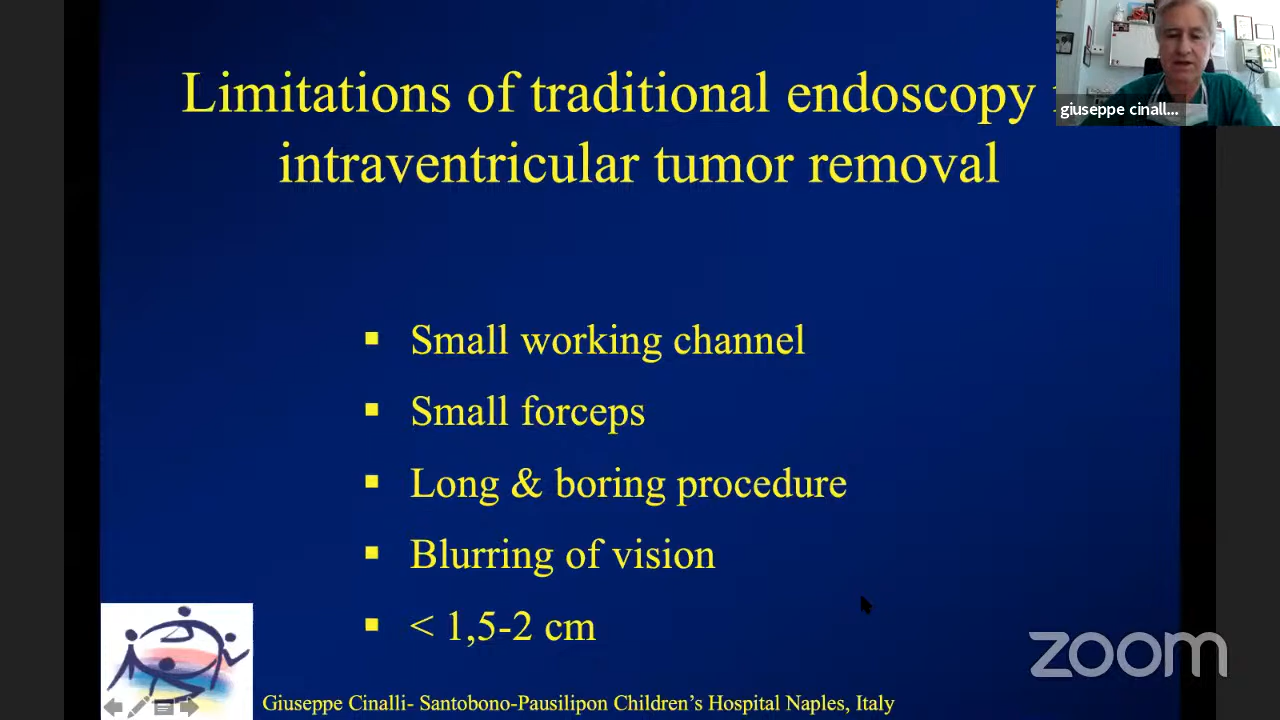 Limitations of traditional endoscopy
intraventricular tumor removal
giuseppe cinall...
▪ Small working channel
▪ Small forceps
▪ Long & boring procedure
▪ Blurring of vision
▪ < 1,5-2 cm
zoom
Giuseppe Cinalli- Santobono-Pausilipon Children's Hospital Naples, Italy